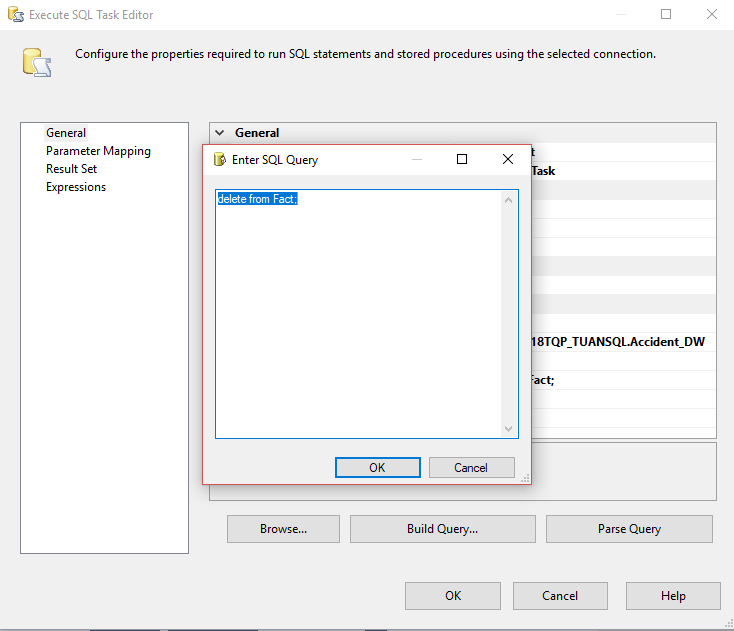 Execute SQL Task Editor
Configure the properties required to run SQL statements and stored procedures using the selected connection.
General
Parameter Mapping
Result Set
Expressions
General
Task
18TQP_TUANSQL.Accident_DW
Fact;
Enter SQL Query
delete from Fact;
OK
Cancel
Browse...
Build Query...
Parse Query
OK
Cancel
Help